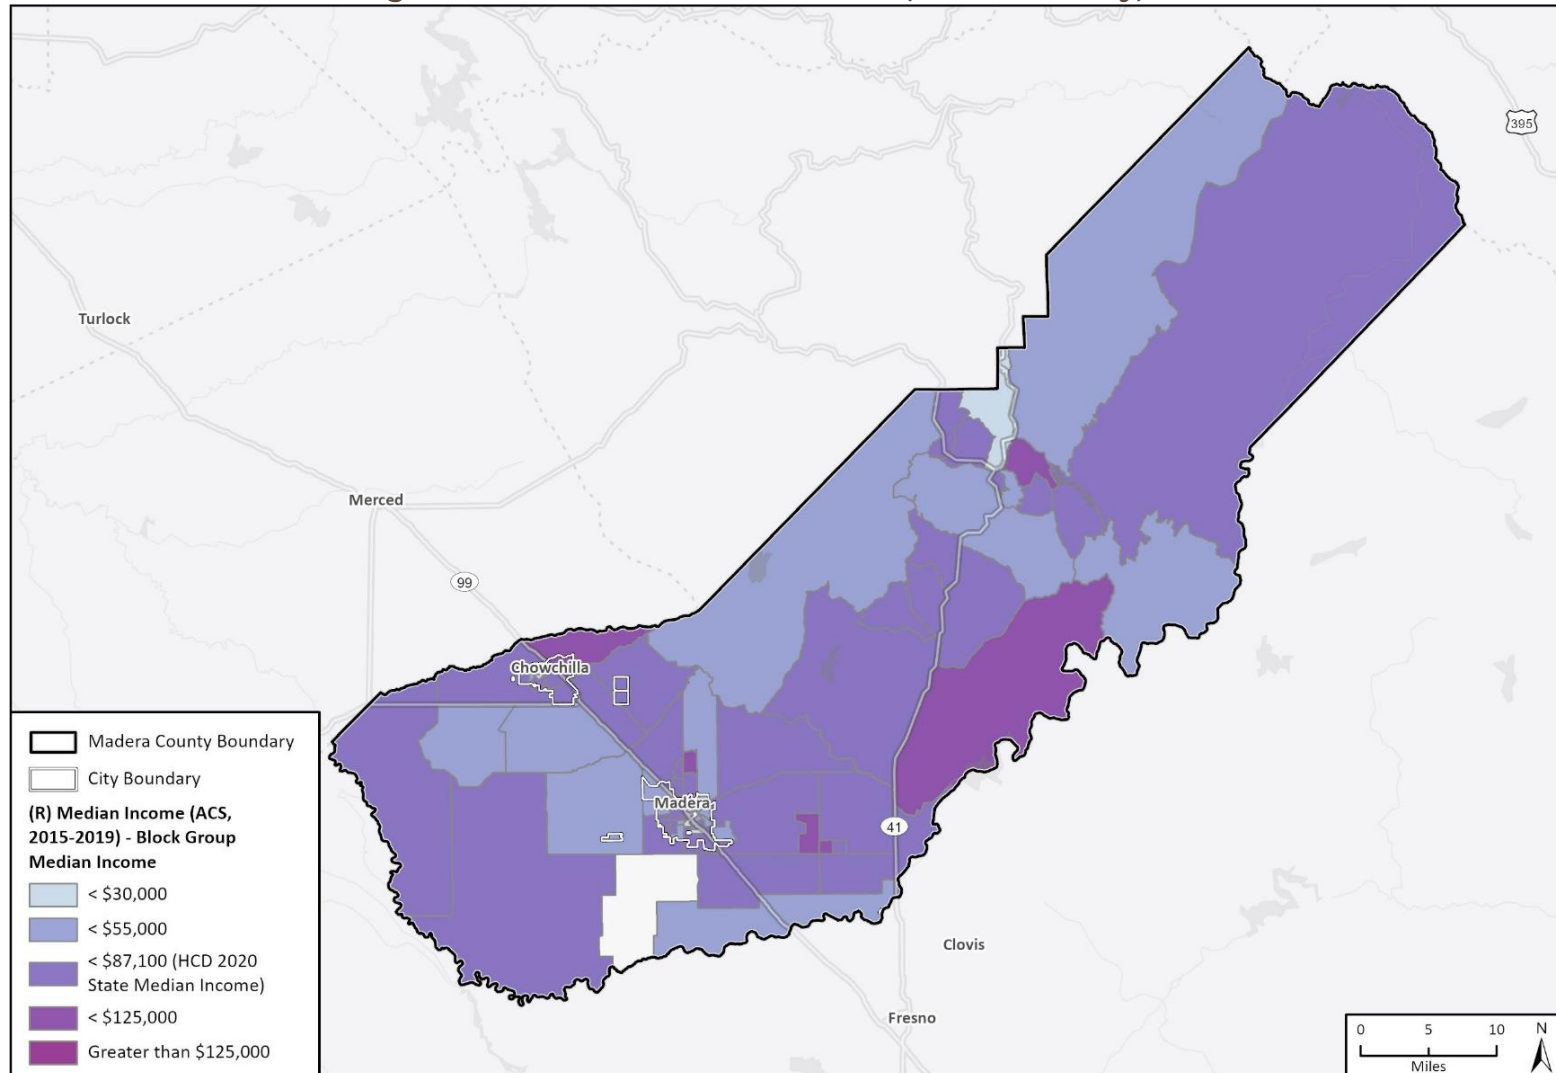 395
Turlock
Merced
99
Chowchilla
Madera
41
Clovis
Fresno
Madera County Boundary
City Boundary
(R) Median Income (ACS,
2015-2019) - Block Group
Median Income
< $30,000
< $55,000
< $87,100 (HCD 2020
State Median Income)
< $125,000
Greater than $125,000
0 5 10
Miles
N